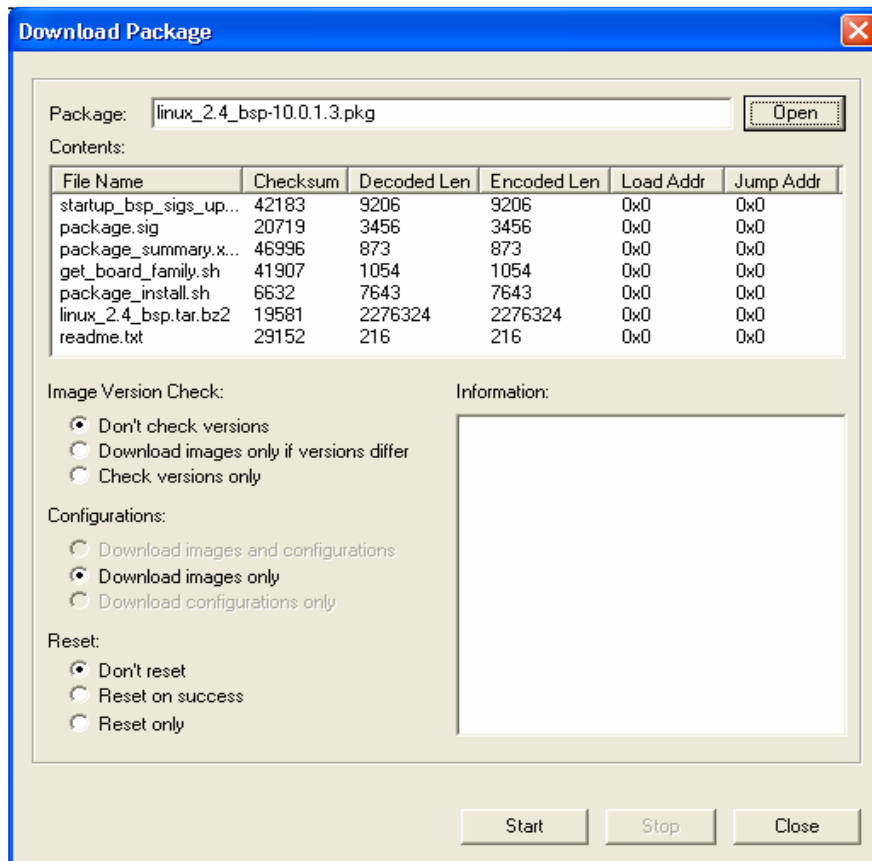 Download Package
Package: linux_2.4_bsp-10.0.1.3.pkg Open
Contents:
File Name Checksum Decoded Len Encoded Len Load Addr Jump Addr
startup_bsp_sigs_up... 42183 9206 9206 0x0 0x0
package.sig 20719 3456 3456 0x0 0x0
package_summary.x... 46996 873 873 0x0 0x0
get_board_family.sh 41907 1054 1054 0x0 0x0
package_install.sh 6632 7643 7643 0x0 0x0
linux_2.4_bsp.tar.bz2 19581 2276324 2276324 0x0 0x0
readme.txt 29152 216 216 0x0 0x0
Image Version Check:
Don't check versions
Download images only if versions differ
Check versions only
Configurations:
Download images and configurations
Download images only
Download configurations only
Reset:
Don't reset
Reset on success
Reset only
Information:
Start Stop Close